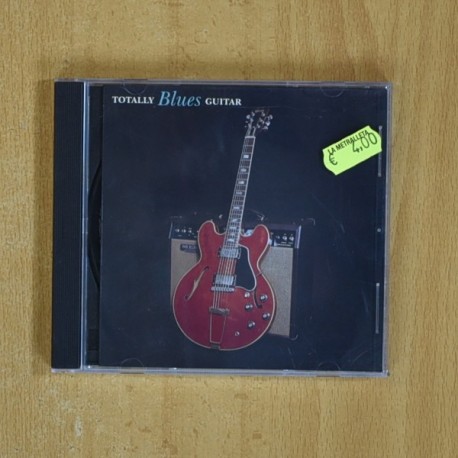 TOTALLY Blues GUITAR
LA METRALLETA
€ 4,00